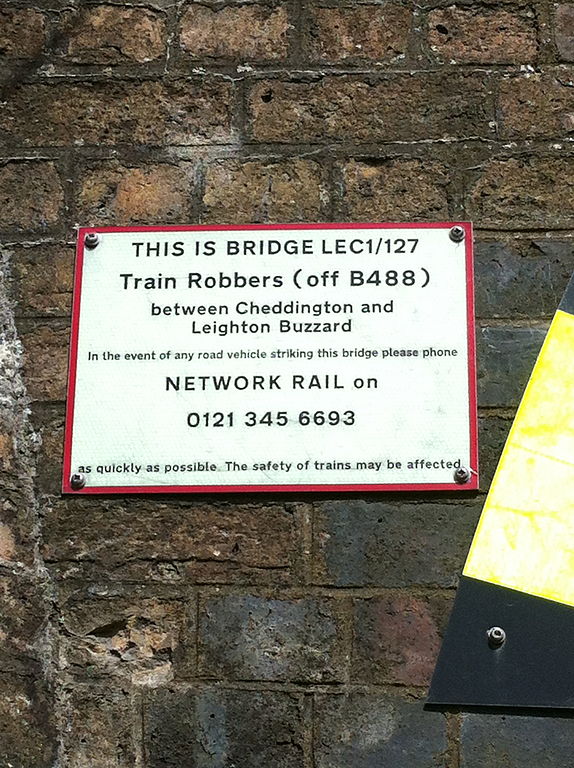 THIS IS BRIDGE LEC1/127
Train Robbers (off B488)
between Cheddington and
Leighton Buzzard
In the event of any road vehicle striking this bridge please phone
NETWORK RAIL on
0121 345 6693
as quickly as possible. The safety of trains may be affected.